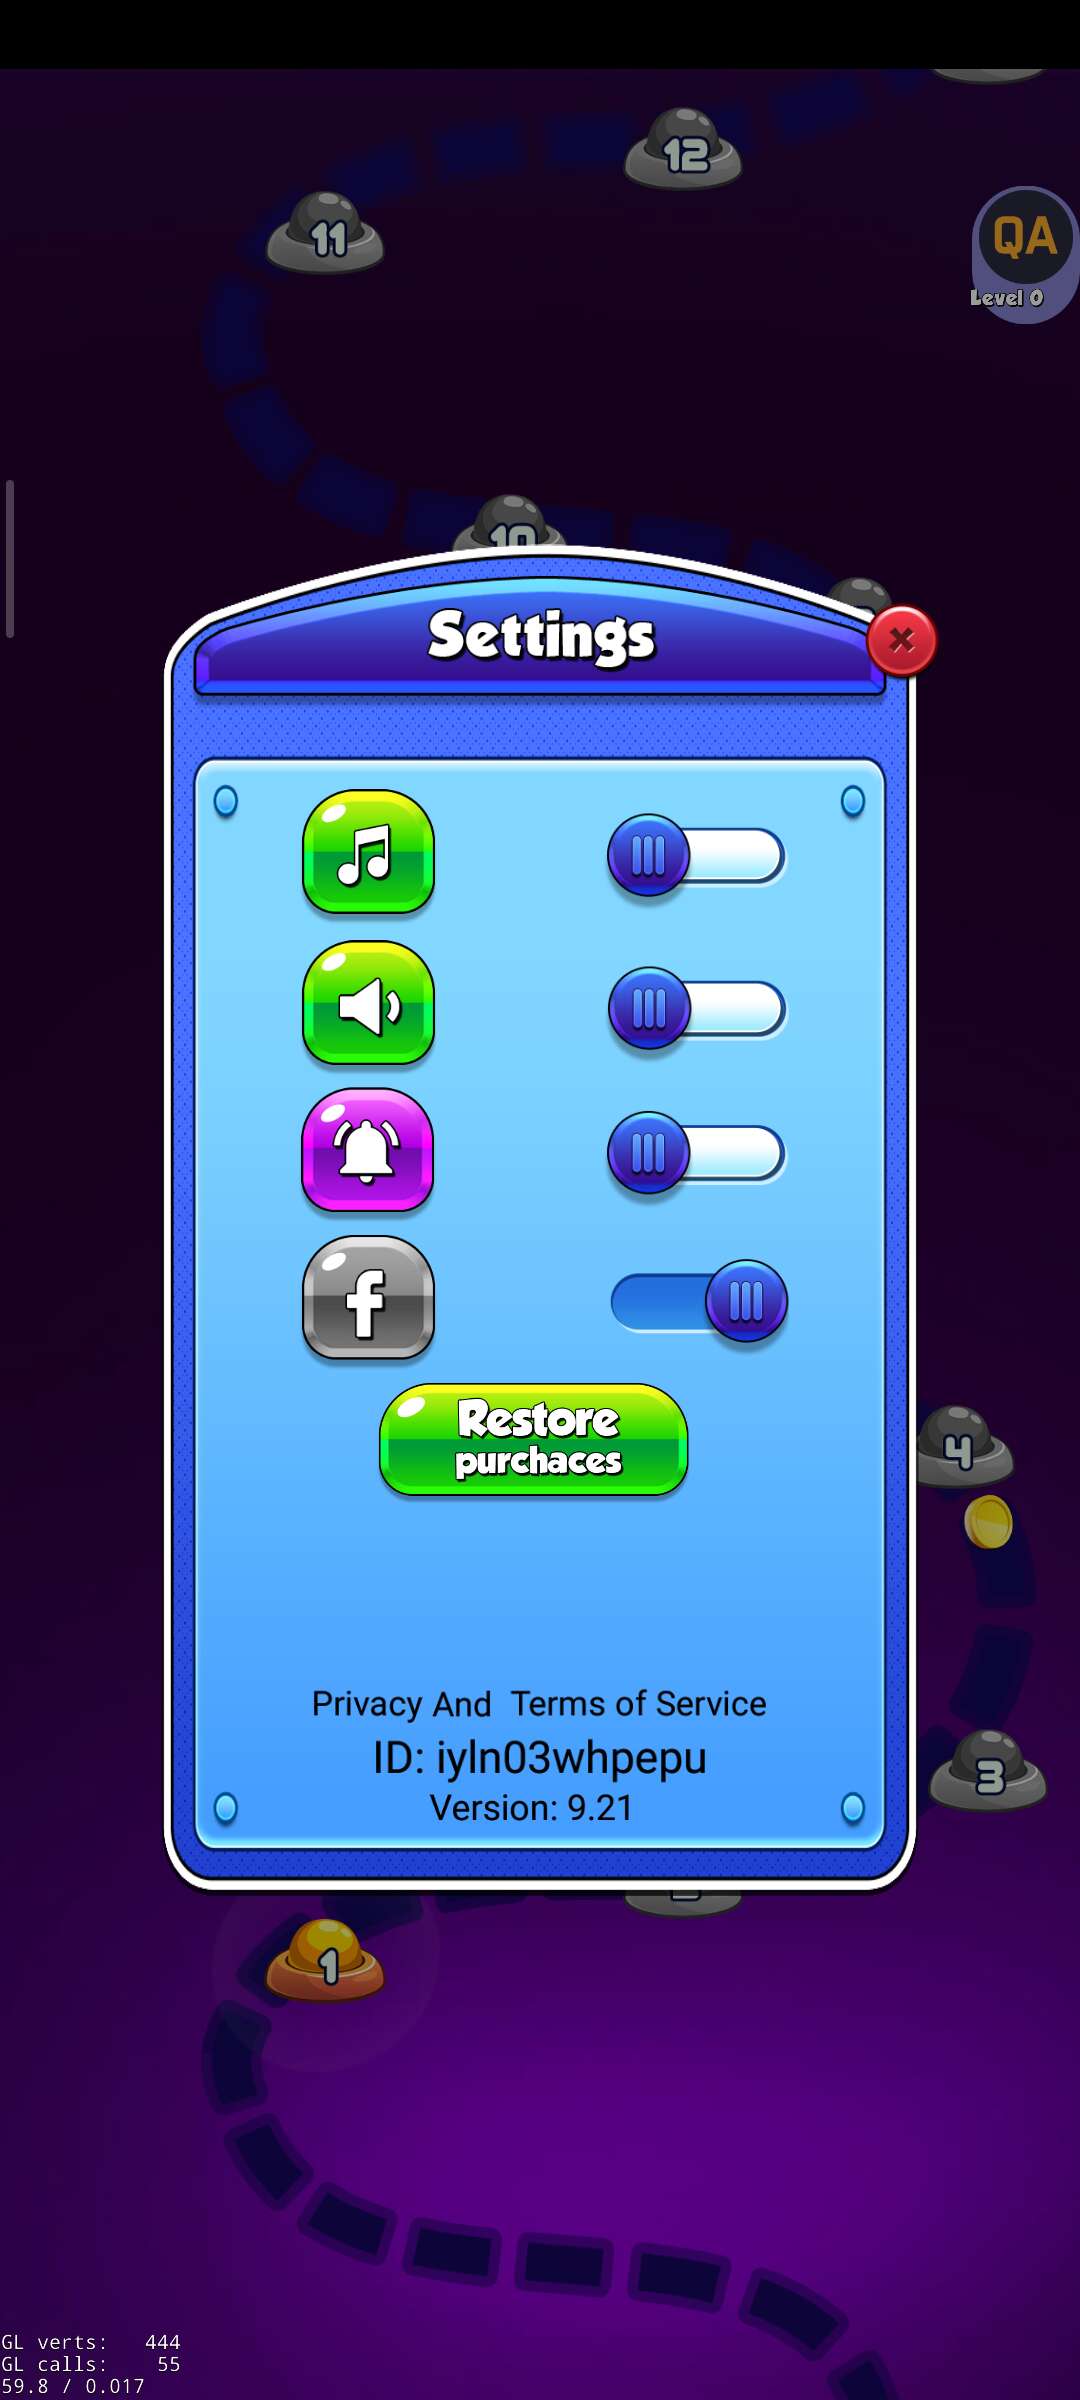 12
11
QA
Level 0
10
Settings
Restore
purchaces
4
Privacy And Terms of Service
ID: iyln03whpepu
3
Version: 9.21
1
GL verts: 444
GL calls: 55
59.8 / 0.017